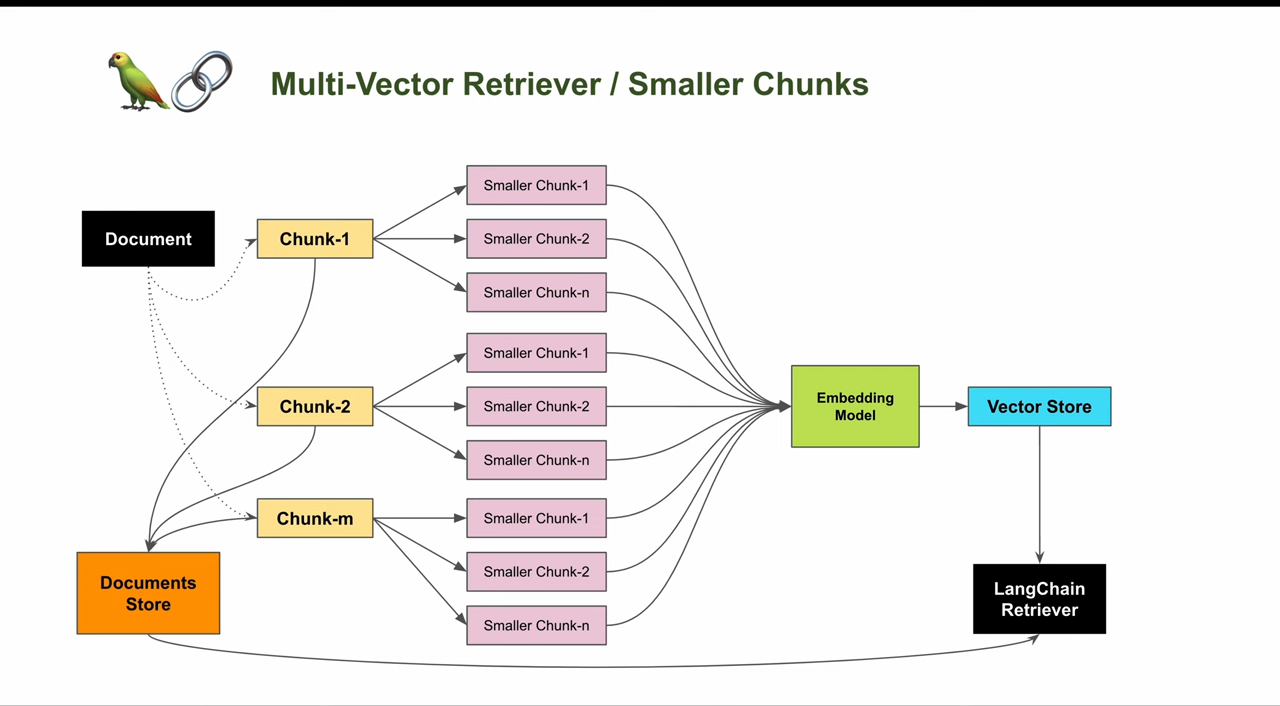 Multi-Vector Retriever / Smaller Chunks
Document
Chunk-1
Smaller Chunk-1
Smaller Chunk-2
Smaller Chunk-n
Chunk-2
Smaller Chunk-1
Smaller Chunk-2
Smaller Chunk-n
Chunk-m
Smaller Chunk-1
Smaller Chunk-2
Smaller Chunk-n
Documents
Store
Embedding
Model
Vector Store
LangChain
Retriever